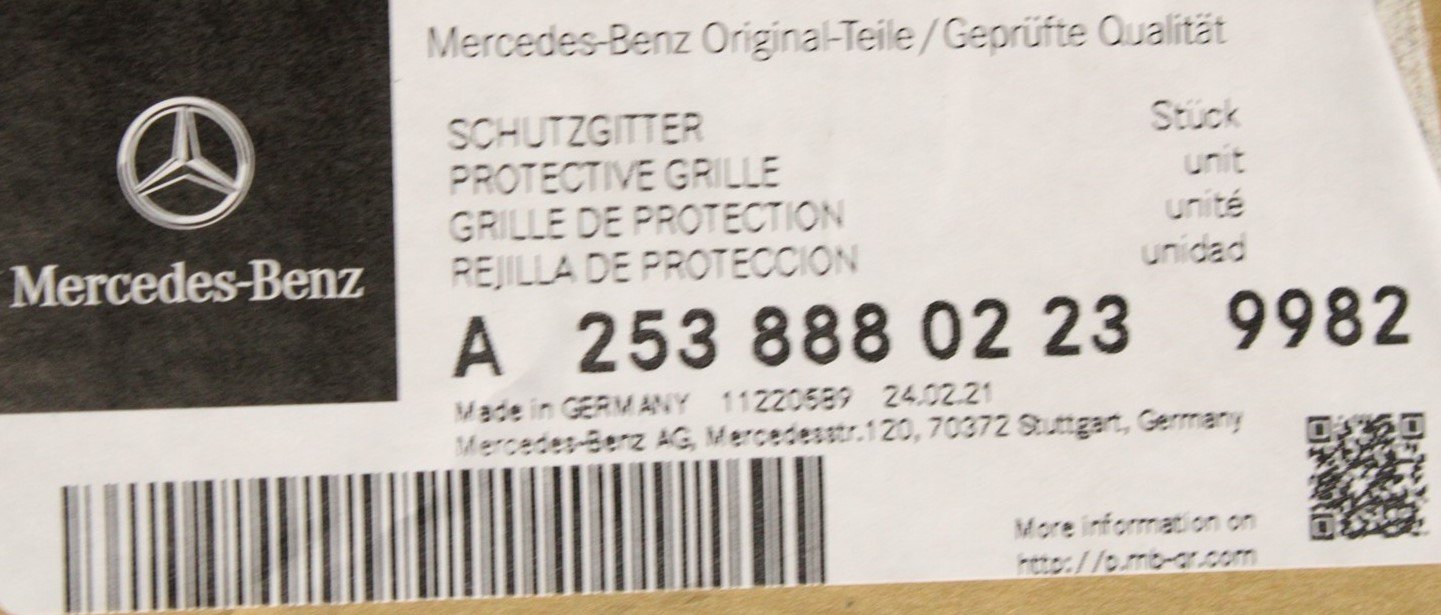 Mercedes-Benz
Mercedes-Benz Original-Teile/Geprüfte Qualität
SCHUTZGITTER Stück
PROTECTIVE GRILLE unit
GRILLE DE PROTECTION unité
REJILLA DE PROTECCION unidad
A 253 888 02 23 9982
Made in GERMANY 11220589 24.02.21
Mercedes-Benz AG, Mercedesstr.120, 70372 Stuttgart, Germany
More information on
http://p.mb-qr.com